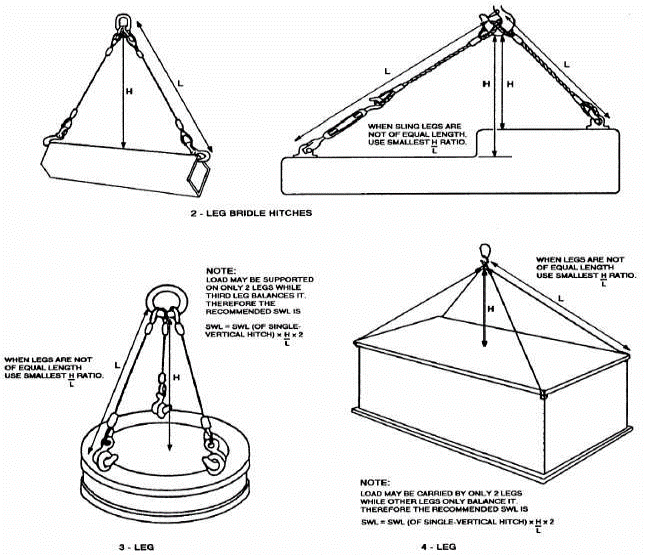 L
H
L
H
H
L
WHEN SLING LEGS ARE
NOT OF EQUAL LENGTH,
USE SMALLEST H RATIO.
L
2 - LEG BRIDLE HITCHES
NOTE:
LOAD MAY BE SUPPORTED
ON ONLY 2 LEGS WHILE
THIRD LEG BALANCES IT.
THEREFORE THE
RECOMMENDED SWL IS
SWL = SWL (OF SINGLE-
VERTICAL HITCH) × H × 2
L
WHEN LEGS ARE NOT
OF EQUAL LENGTH
USE SMALLEST H RATIO.
L
L
H
3 - LEG
WHEN LEGS ARE NOT
OF EQUAL LENGTH
USE SMALLEST H RATIO.
L
L
H
NOTE:
LOAD MAY BE CARRIED BY ONLY 2 LEGS
WHILE OTHER LEGS ONLY BALANCE IT.
THEREFORE THE RECOMMENDED SWL IS
SWL = SWL (OF SINGLE-VERTICAL HITCH) × H × 2
L
4 - LEG